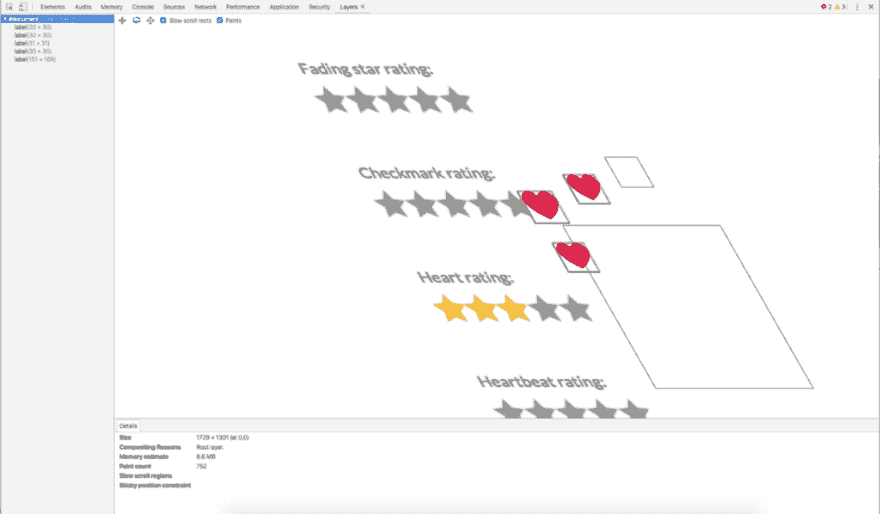 Elements Audits Memory Console Sources Network Performance Application Security Layers × 2 3
#document
label(30 × 30)
label(30 × 30)
label(31 × 31)
label(30 × 30)
label(151 × 169)
Slow scroll rects Paints
Fading star rating:
Checkmark rating:
Heart rating:
Heartbeat rating:
Details
Size 1729 × 1301 (at 0,0)
Compositing Reasons Root layer.
Memory estimate 8.6 MB
Paint count 752
Slow scroll regions
Sticky position constraint